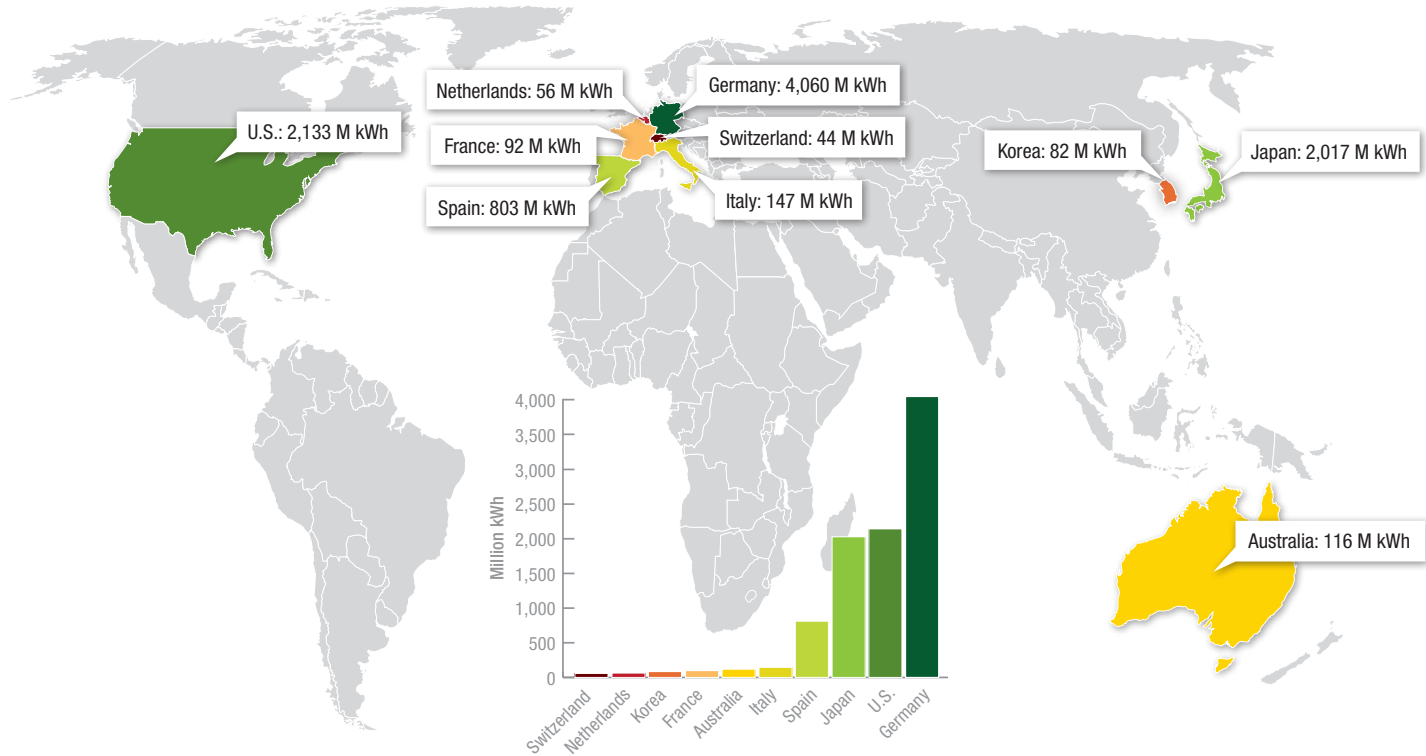 Netherlands: 56 M kWh
Germany: 4,060 M kWh
U.S.: 2,133 M kWh
France: 92 M kWh
Switzerland: 44 M kWh
Korea: 82 M kWh
Japan: 2,017 M kWh
Spain: 803 M kWh
Italy: 147 M kWh
Australia: 116 M kWh
Million kWh
4,000
3,500
3,000
2,500
2,000
1,500
1,000
500
0
Switzerland
Netherlands
Korea
France
Australia
Italy
Spain
Japan
U.S.
Germany